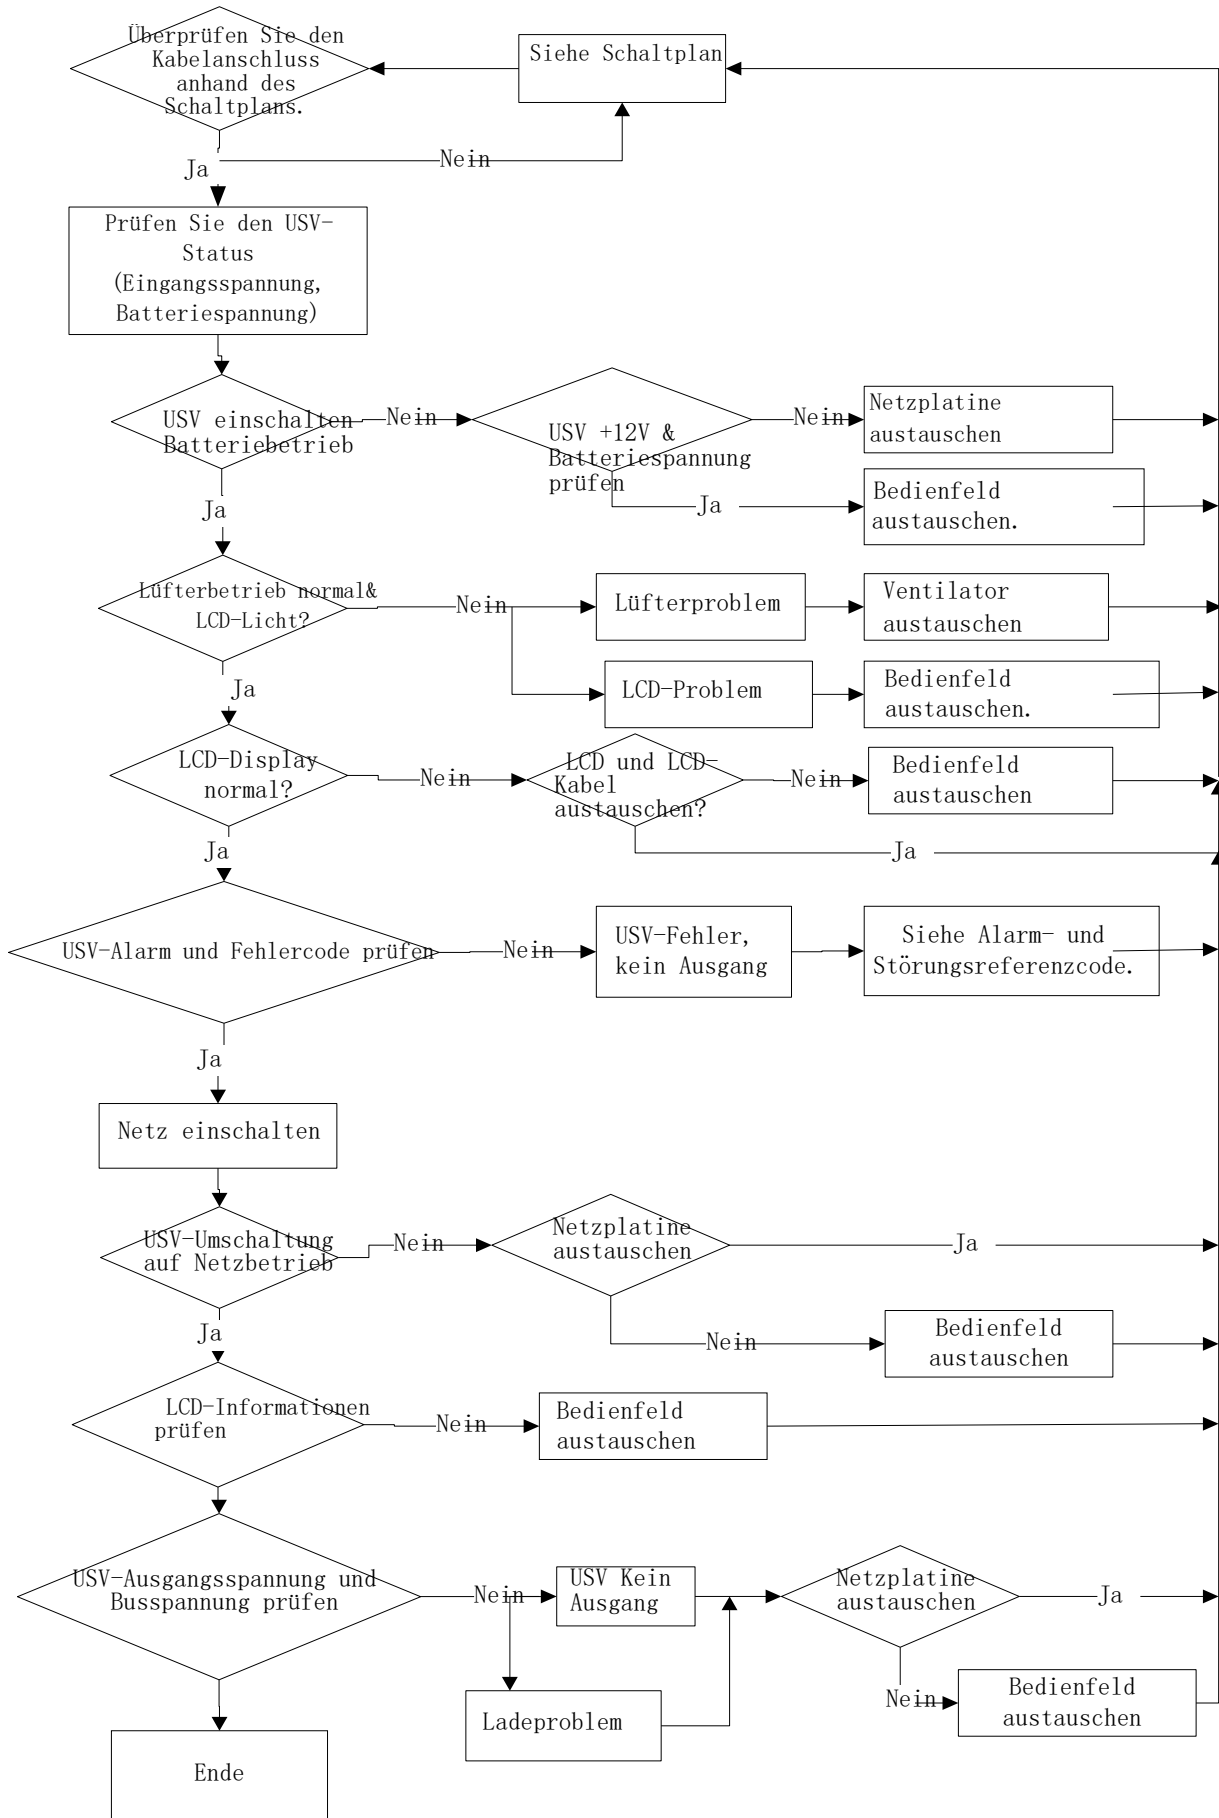 Überprüfen Sie den
Kabelanschluss
anhand des
Schaltplans.
Siehe Schaltplan
Nein
Ja
Prüfen Sie den USV-
Status
(Eingangsspannung,
Batteriespannung)
USV einschalten
Batteriebetrieb
Nein
USV +12V &
Batteriespannung
prüfen
Nein
Netzplatine
austauschen
Ja
Bedienfeld
austauschen.
Ja
Lüfterbetrieb normal&
LCD-Licht?
Nein
Lüfterproblem
Ventilator
austauschen
LCD-Problem
Bedienfeld
austauschen.
Ja
LCD-Display
normal?
Nein
LCD und LCD-
Kabel
austauschen?
Nein
Bedienfeld
austauschen
Ja
Ja
USV-Alarm und Fehlercode prüfen
Nein
USV-Fehler,
kein Ausgang
Siehe Alarm- und
Störungsreferenzcode.
Ja
Netz einschalten
USV-Umschaltung
auf Netzbetrieb
Nein
Netzplatine
austauschen
Ja
Nein
Bedienfeld
austauschen
Ja
LCD-Informationen
prüfen
Nein
Bedienfeld
austauschen
USV-Ausgangsspannung und
Busspannung prüfen
Nein
USV Kein
Ausgang
Netzplatine
austauschen
Ja
Ladeproblem
Nein
Bedienfeld
austauschen
Ende